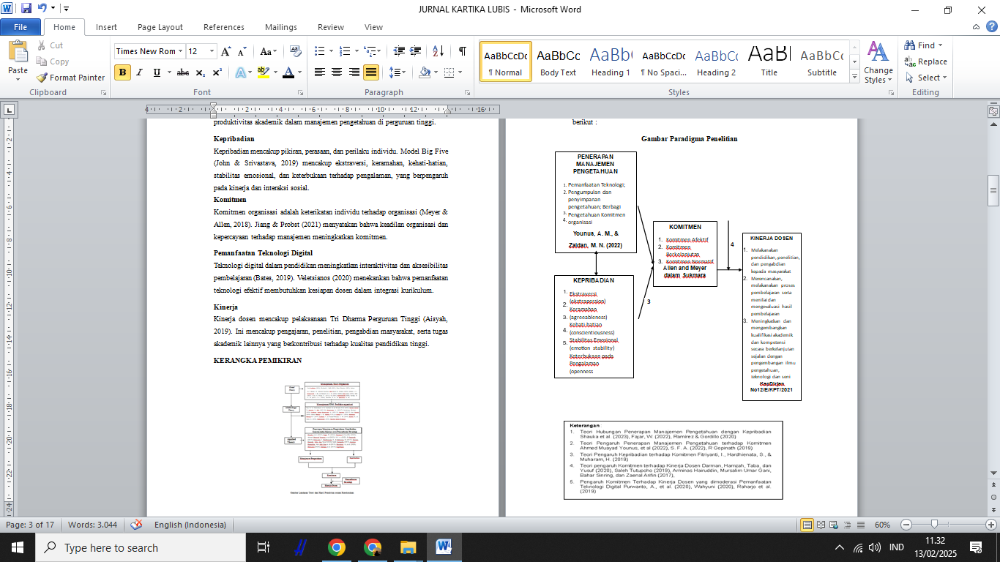 JURNAL KARTIKA LUBIS - Microsoft Word
File Home Insert Page Layout References Mailings Review View
Paste
Cut
Copy
Format Painter
Clipboard
Times New Rom 12
Font
Paragraph
AaBbCcDc AaBbCc AaBbC AaBbCcDc AaBbCc AaBl AaBbCc
¶ Normal Body Text Heading 1 ¶ No Spaci... Heading 2 Title Subtitle
Styles
Change Styles
Find
Replace
Select
Editing
produktivitas akademik dalam manajemen pengetahuan di perguruan tinggi.
Kepribadian
Kepribadian mencakup pikiran, perasaan, dan perilaku individu. Model Big Five
(John & Srivastava, 2019) mencakup ekstraversi, keramahan, kehati-hatian,
stabilitas emosional, dan keterbukaan terhadap pengalaman, yang berpengaruh
pada kinerja dan interaksi sosial.
Komitmen
Komitmen organisasi adalah keterikatan individu terhadap organisasi (Meyer &
Allen, 2018). Jiang & Probst (2021) menyatakan bahwa keadilan organisasi dan
kepercayaan terhadap manajemen meningkatkan komitmen.
Pemanfaatan Teknologi Digital
Teknologi digital dalam pendidikan meningkatkan interaktivitas dan aksesibilitas
pembelajaran (Bates, 2019). Veletsianos (2020) menekankan bahwa pemanfaatan
teknologi efektif membutuhkan kesiapan dosen dalam integrasi kurikulum.
Kinerja
Kinerja dosen mencakup pelaksanaan Tri Dharma Perguruan Tinggi (Aisyah,
2019). Ini mencakup pengajaran, penelitian, pengabdian masyarakat, serta tugas
akademik lainnya yang berkontribusi terhadap kualitas pendidikan tinggi.
KERANGKA PEMIKIRAN
berikut :
Gambar Paradigma Penelitian
PENERAPAN
MANAJEMEN
PENGETAHUAN
1. Pemanfaatan Teknologi;
2. Pengumpulan dan
penyimpanan
pengetahuan; Berbagi
3. Pengetahuan Komitmen
4. organisasi
Younus, A. M., &
Zaidan, M. N. (2022)
KEPRIBADIAN
1. Ekstraversi
(ekstrapersion)
2. Keramahan
3. (agreeableness)
Kehati hatian
4. (conscientiousness)
5. Stabilitas Emosional
(emotion stability)
Keterbukaan pada
Pengalaman
(openness
3
KOMITMEN
1. Komitmen Afektif
2. Komitmen
Berkelanjutan
3. Komitmen Normatif
Allen and Meyer
dalam Sukmara
4
KINERJA DOSEN
1. Melakanakan
pendidikan, penelitian,
dan pengabdian
kepada masyarakat
2. Merencanakan,
melakanakan proses
pembelajaran serta
menilai dan
mengevaluasi hasil
pembelajaran
3. Meningkatkan dan
mengembangkan
kualifikasi akademik
dan kompetensi
secara berkelanjutan
sejalan dengan
pengembangan ilmu
pengetahuan,
teknologi dan seni
KepDirjen
No12/E/KPT/2021
Keterangan :
1. Teori Hubungan Penerapan Manajemen Pengetahuan dengan Kepribadian
Shauka et al. (2023), Fajar, W. (2022), Ramirez & Gordillo (2020)
2. Teori Pengaruh Penerapan Manajemen Pengetahuan terhadap Komitmen
Ahmed Muayad Younus, et al (2022), S. F. A. (2022), R Gopinath (2019)
3. Teori Pengaruh Kepribadian terhadap Komitmen Fitriyanti, I., Hardhienata, S., &
Muharam, H. (2019)
4. Teori pengaruh Komitmen terhadap Kinerja Dosen Darman, Hamzah, Taba, dan
Yusuf (2020), Saleh Tutupoho (2019), Arminas Hairuddin, Mursalim Umar Gani,
Bahar Sinring, dan Zaenal Arifin (2017),
5. Pengaruh Komitmen Terhadap Kinerja Dosen yang dimoderasi Pemanfaatan
Teknologi Digital Purwanto, A., et al. (2020), Wahyuni (2020), Raharjo et al.
(2019)
Page: 3 of 17 Words: 3.044 English (Indonesia) 60%
Type here to search
IND
11.32
13/02/2025